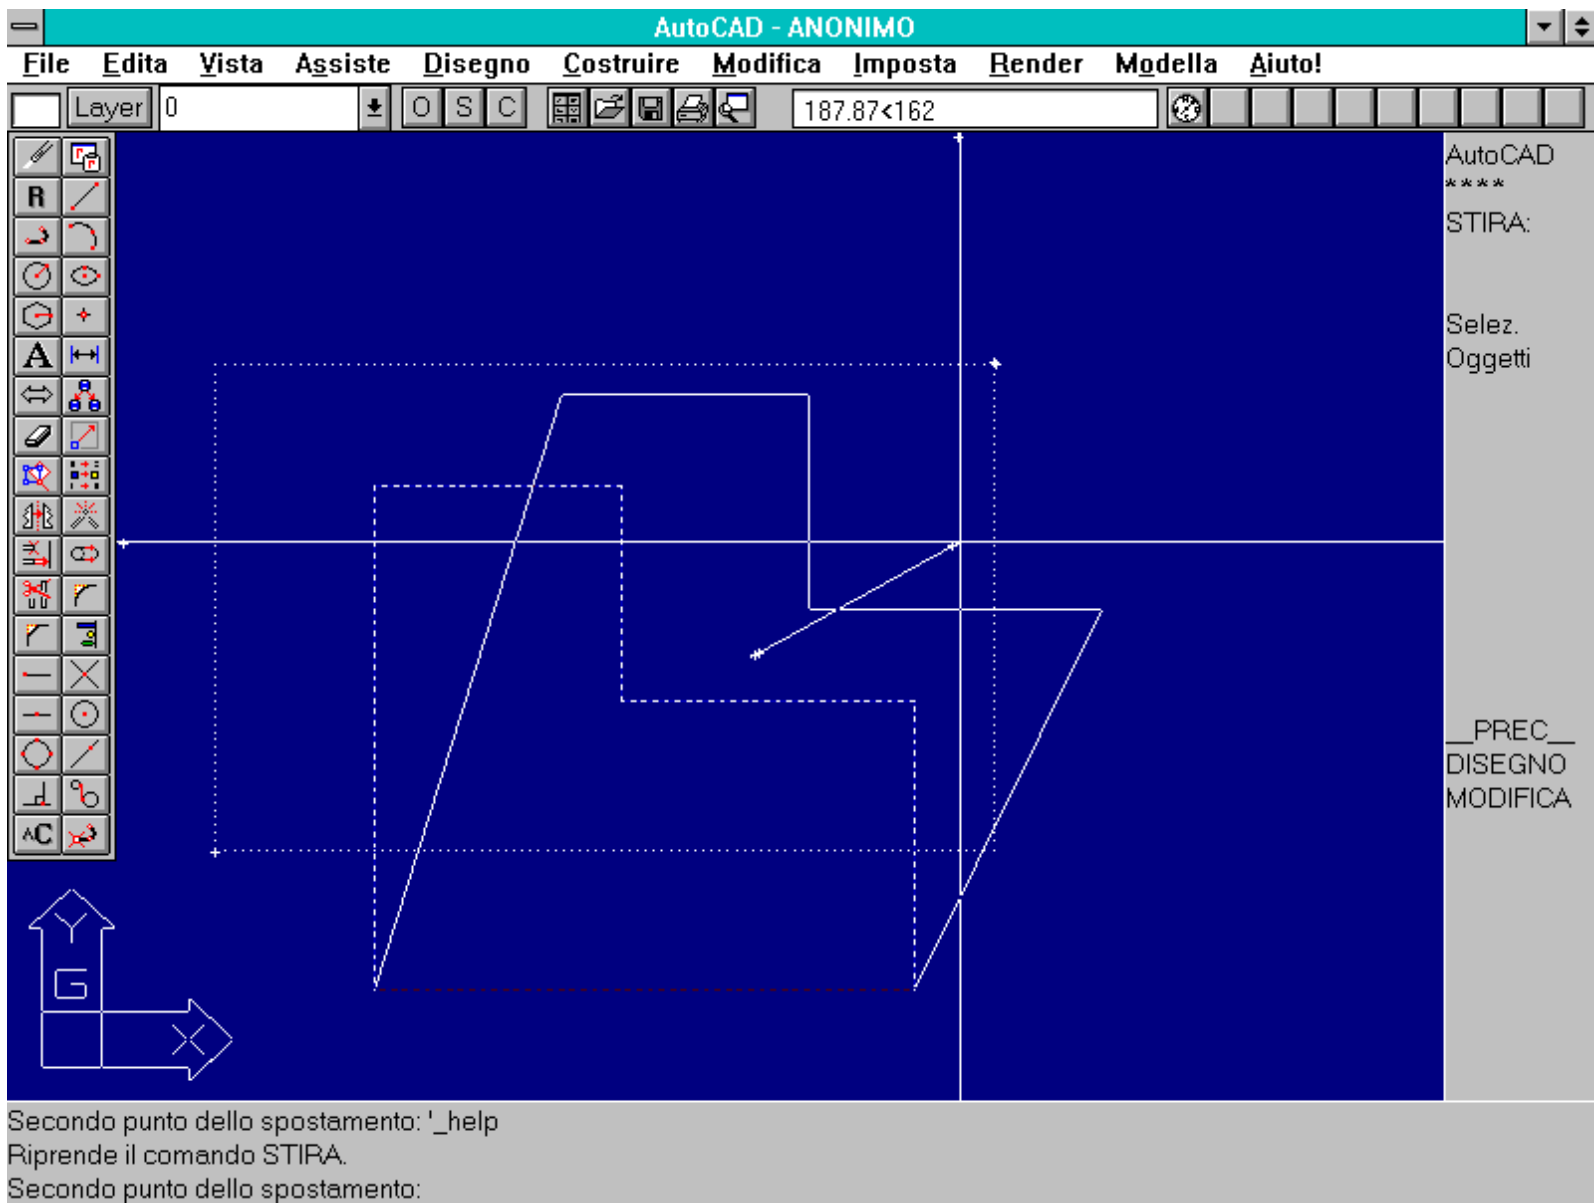 AutoCAD - ANONIMO
File Edita Vista Assiste Disegno Costruire Modifica Imposta Render Modella Aiuto!
Layer 0 O S C 187.87<162
AutoCAD
****
STIRA:
Selez.
Oggetti
__PREC__
DISEGNO
MODIFICA
R
A
^C
Y
G
X
Secondo punto dello spostamento: '_help
Riprende il comando STIRA.
Secondo punto dello spostamento: